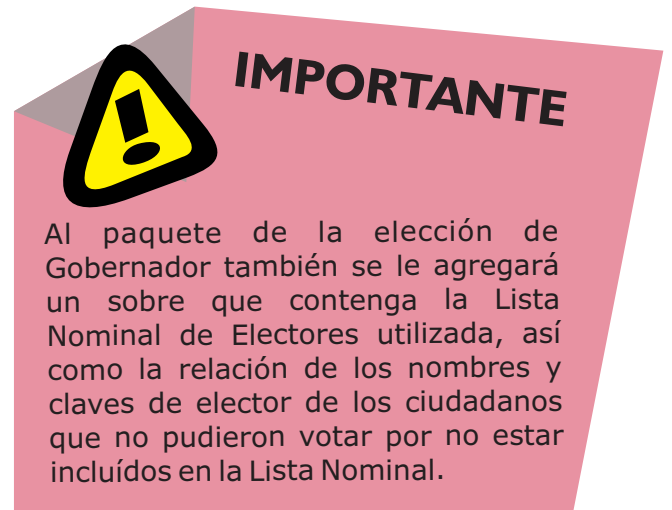 IMPORTANTE
Al paquete de la elección de
Gobernador también se le agregará
un sobre que contenga la Lista
Nominal de Electores utilizada, así
como la relación de los nombres y
claves de elector de los ciudadanos
que no pudieron votar por no estar
incluídos en la Lista Nominal.